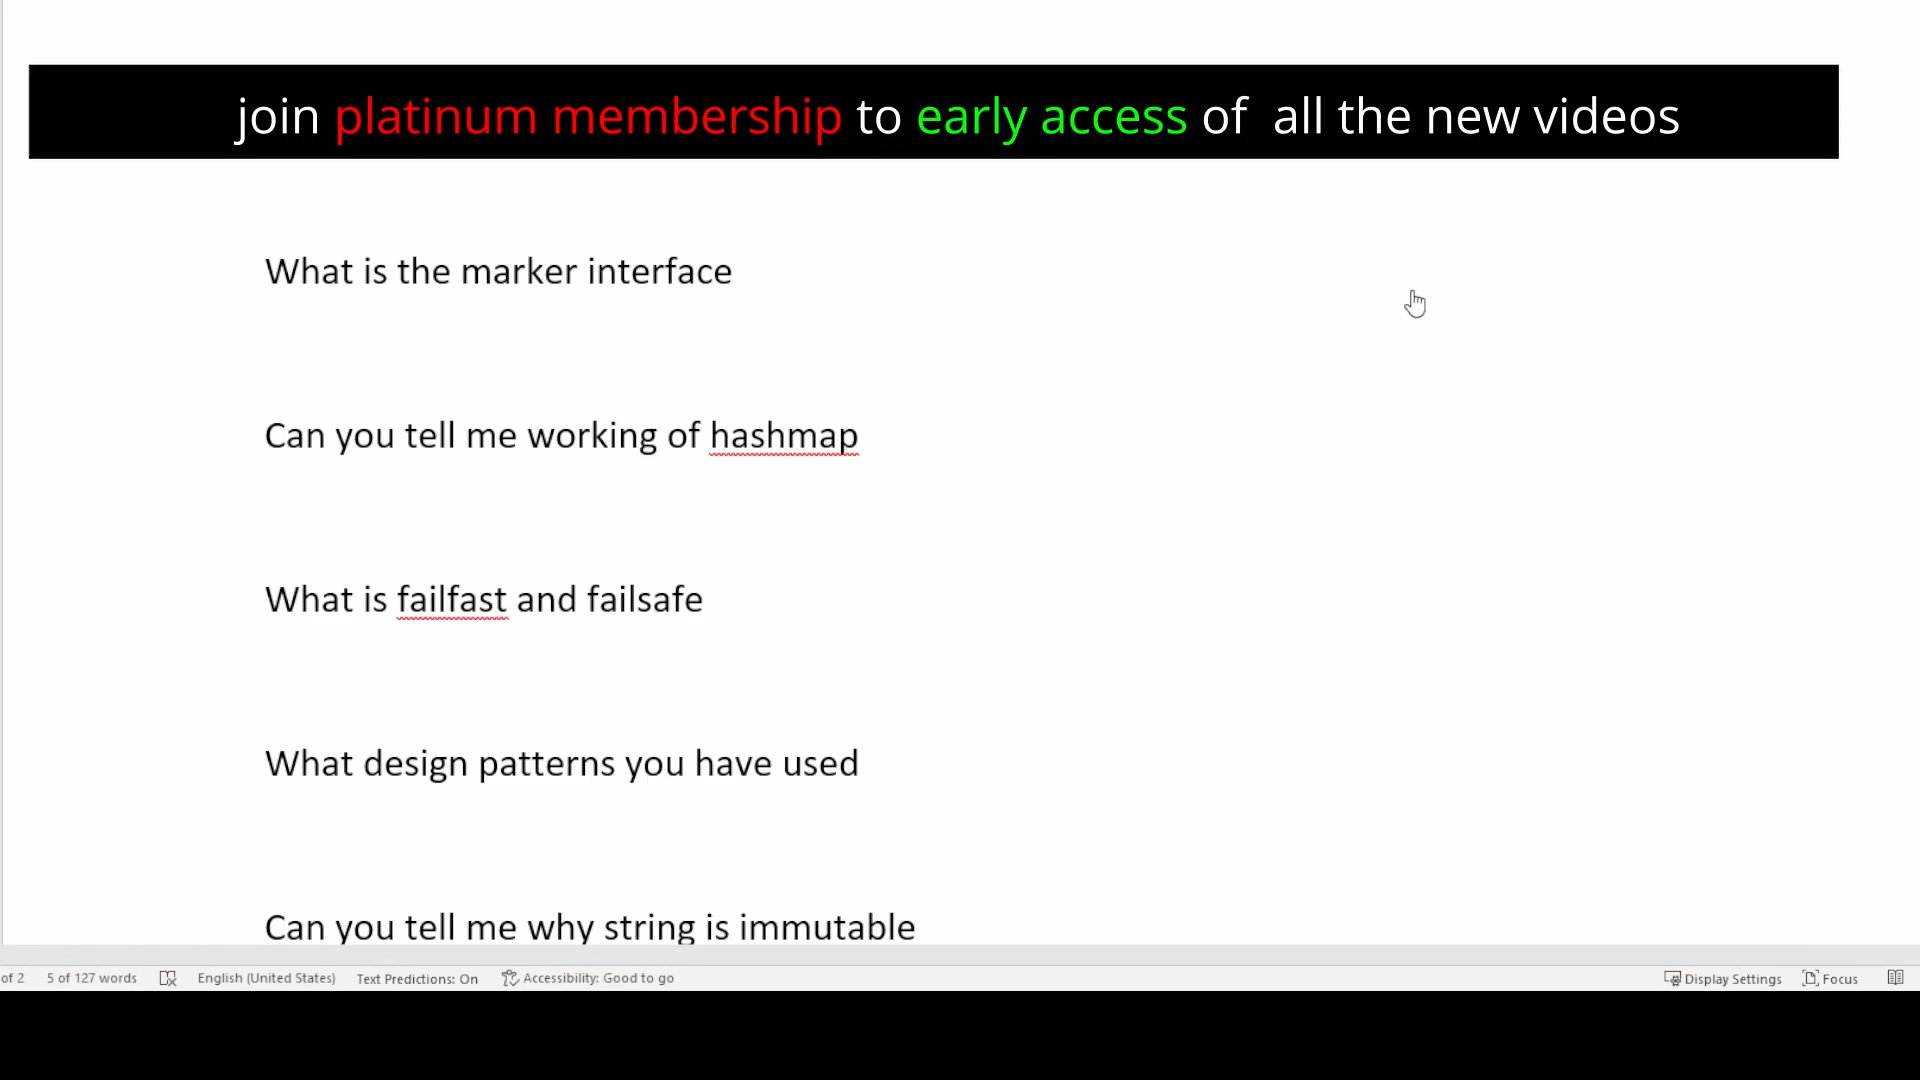 join platinum membership to early access of  all the new videos
What is the marker interface
Can you tell me working of hashmap
What is failfast and failsafe
What design patterns you have used
Can you tell me why string is immutable
of 2 5 of 127 words English (United States) Text Predictions: On Accessibility: Good to go Display Settings Focus